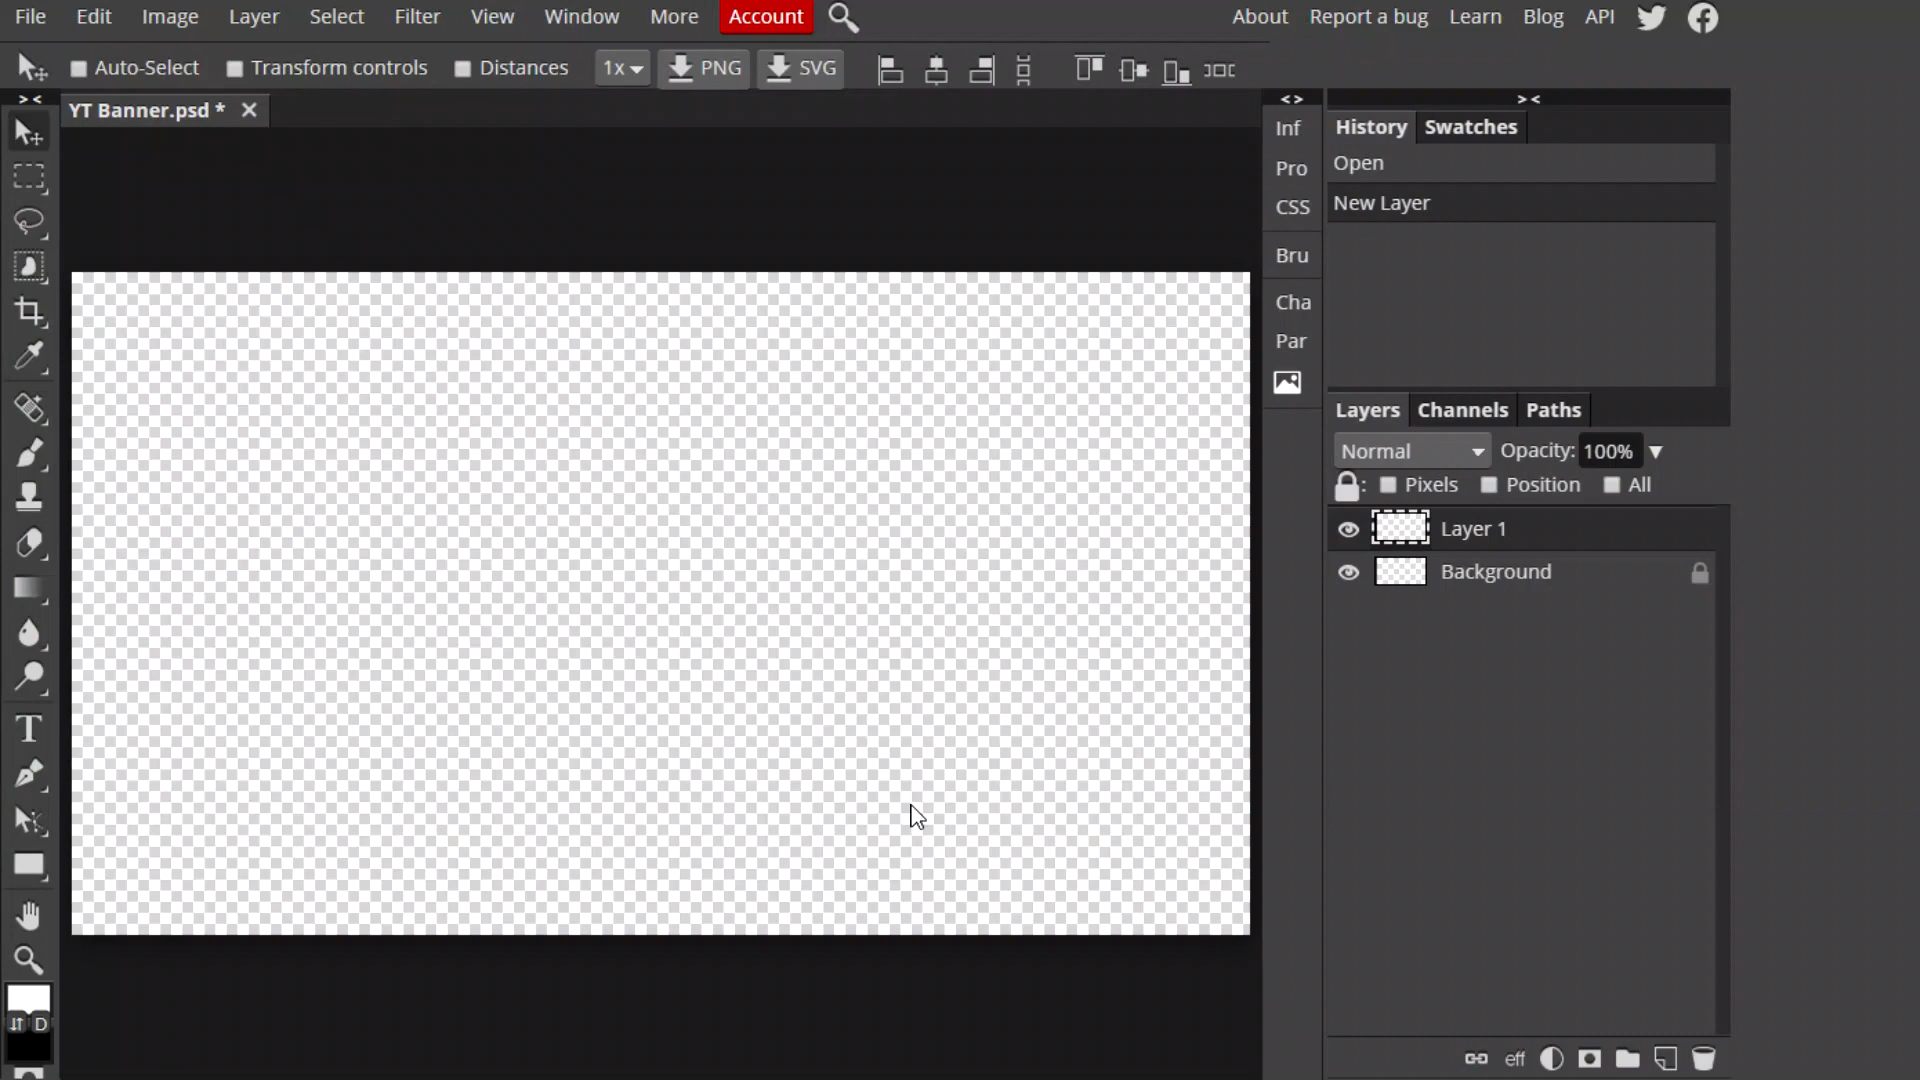 File Edit Image Layer Select Filter View Window More Account About Report a bug Learn Blog API
Auto-Select Transform controls Distances 1x PNG SVG
> < < > > <
YT Banner.psd *
Inf
Pro
CSS
Bru
Cha
Par
History Swatches
Open
New Layer
Layers Channels Paths
Normal Opacity: 100%
: Pixels Position All
Layer 1
Background
D
eff